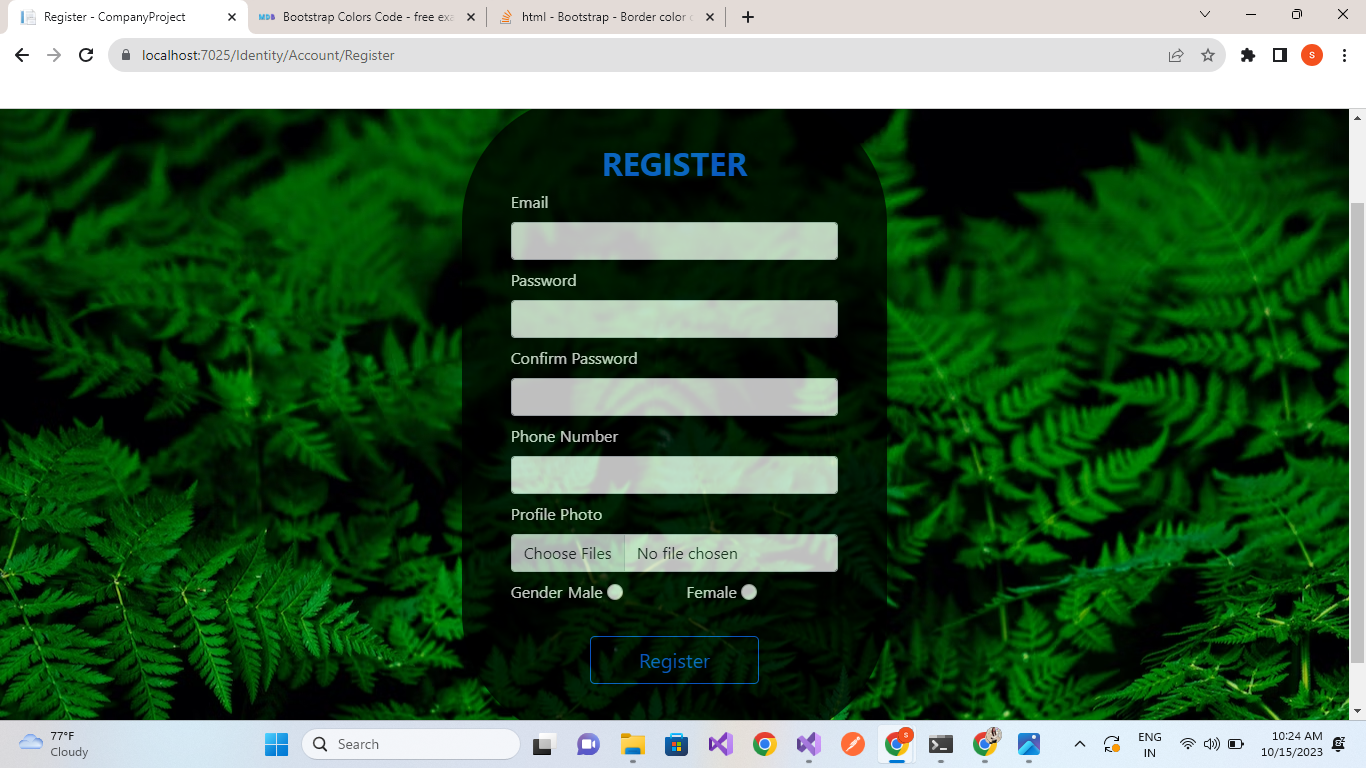 Register - CompanyProject
Bootstrap Colors Code - free exa
html - Bootstrap - Border color c
localhost:7025/Identity/Account/Register
S
REGISTER
Email
Password
Confirm Password
Phone Number
Profile Photo
Choose Files No file chosen
Gender Male Female
Register
77°F
Cloudy
Search
ENG
IN
10:24 AM
10/15/2023